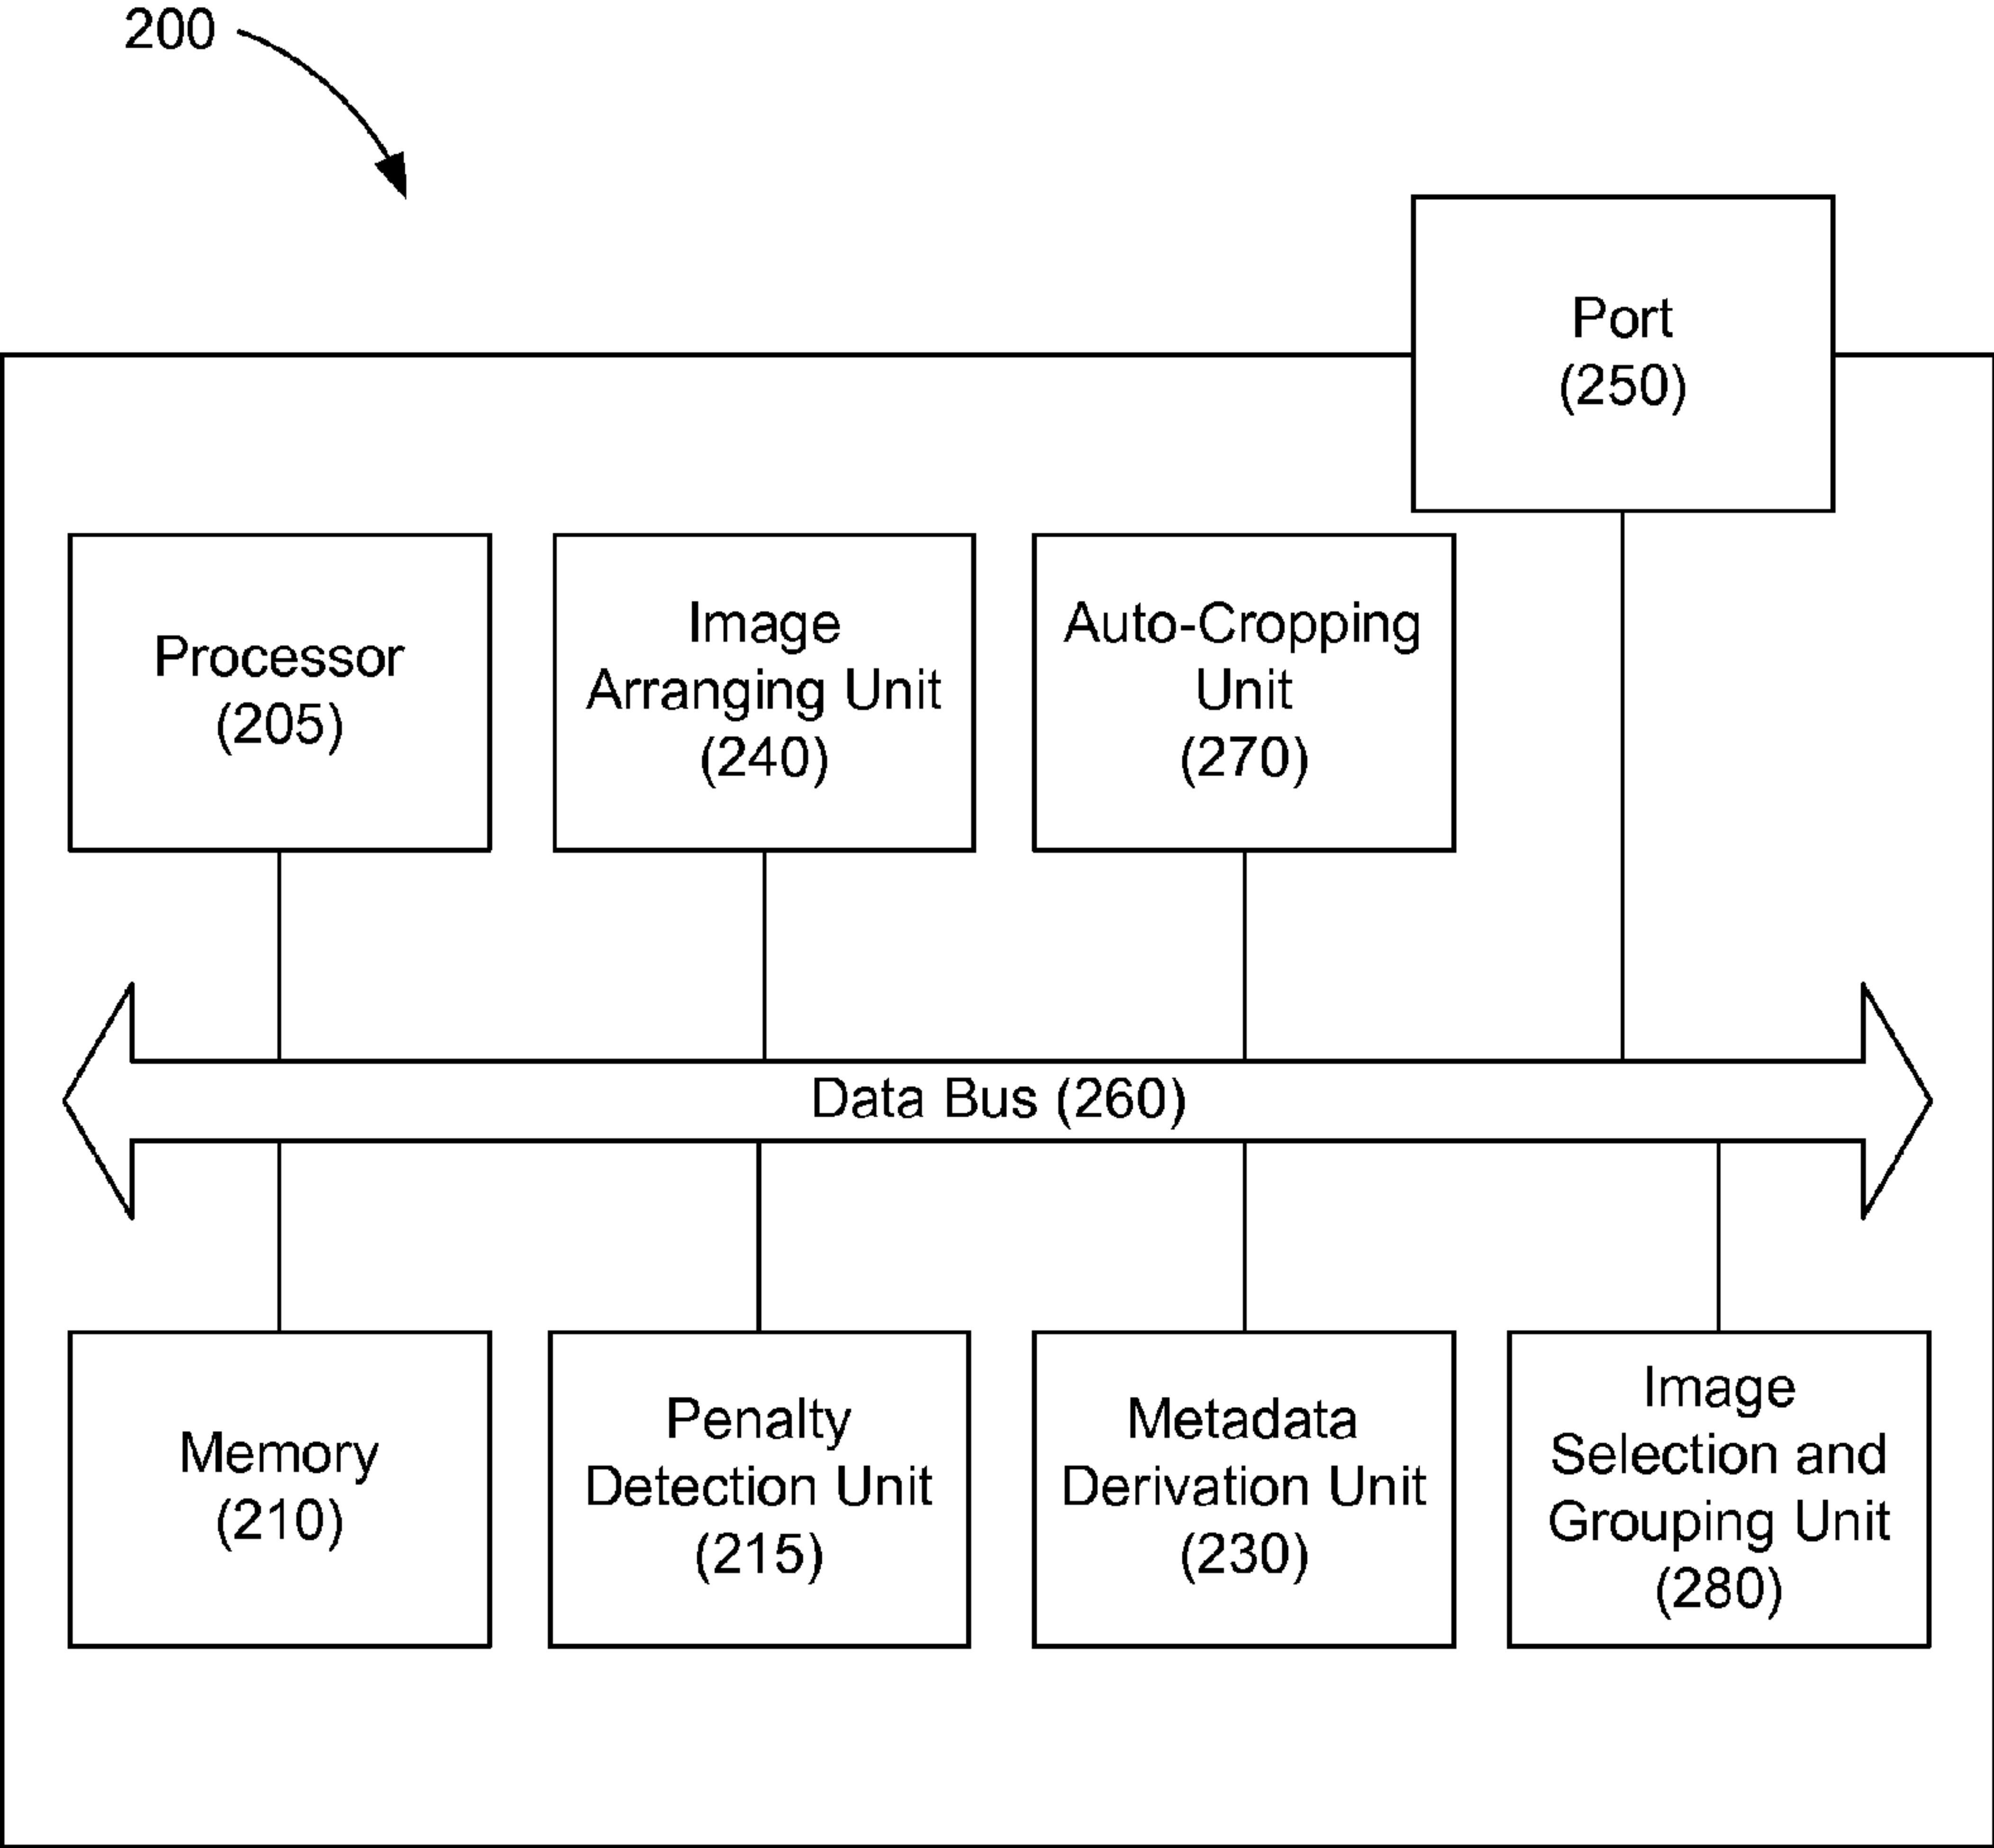 200
Port
(250)
Processor
(205)
Image
Arranging Unit
(240)
Auto-Cropping
Unit
(270)
Data Bus (260)
Memory
(210)
Penalty
Detection Unit
(215)
Metadata
Derivation Unit
(230)
Image
Selection and
Grouping Unit
(280)